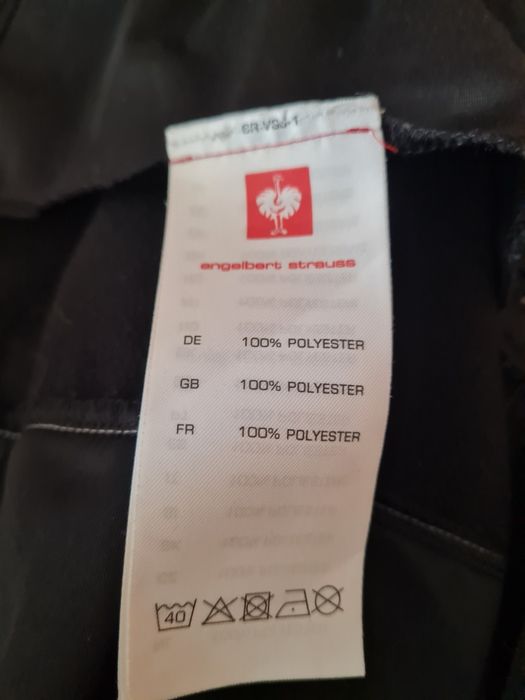 engelbert strauss
DE 100% POLYESTER
GB 100% POLYESTER
FR 100% POLYESTER
40